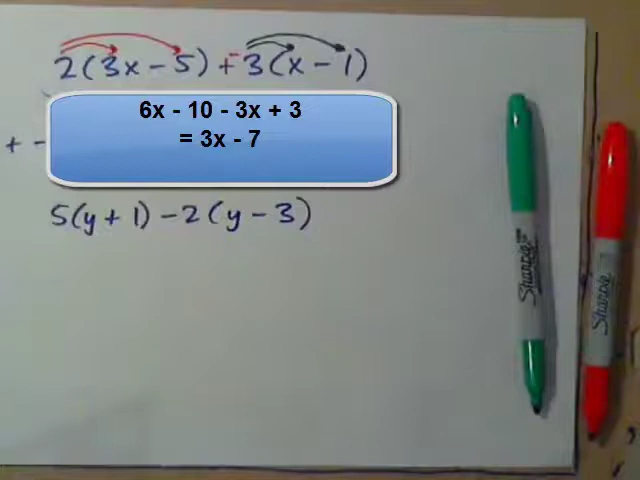 2(3x - 5) + -3(x - 1)
6x - 10 - 3x + 3
= 3x - 7
+ -
5(y + 1) - 2(y - 3)
Sharpie
Sharpie